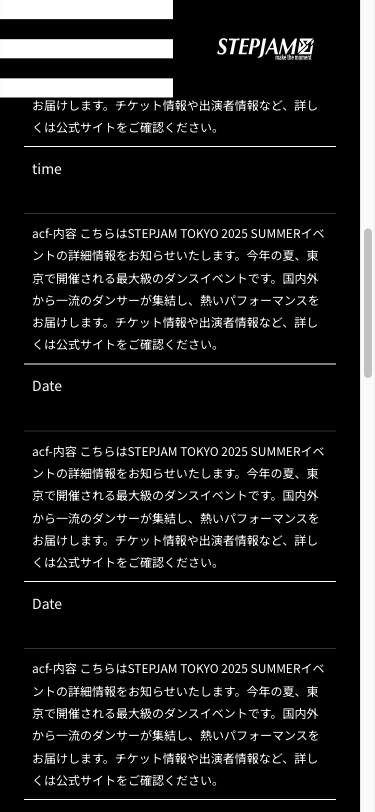 STEPJAM
make the moment
お届けします。チケット情報や出演者情報など、詳し
くは公式サイトをご確認ください。
time
acf-内容 こちらはSTEPJAM TOKYO 2025 SUMMERイベ
ントの詳細情報をお知らせいたします。今年の夏、東
京で開催される最大級のダンスイベントです。国内外
から一流のダンサーが集結し、熱いパフォーマンスを
お届けします。チケット情報や出演者情報など、詳し
くは公式サイトをご確認ください。
Date
acf-内容 こちらはSTEPJAM TOKYO 2025 SUMMERイベ
ントの詳細情報をお知らせいたします。今年の夏、東
京で開催される最大級のダンスイベントです。国内外
から一流のダンサーが集結し、熱いパフォーマンスを
お届けします。チケット情報や出演者情報など、詳し
くは公式サイトをご確認ください。
Date
acf-内容 こちらはSTEPJAM TOKYO 2025 SUMMERイベ
ントの詳細情報をお知らせいたします。今年の夏、東
京で開催される最大級のダンスイベントです。国内外
から一流のダンサーが集結し、熱いパフォーマンスを
お届けします。チケット情報や出演者情報など、詳し
くは公式サイトをご確認ください。